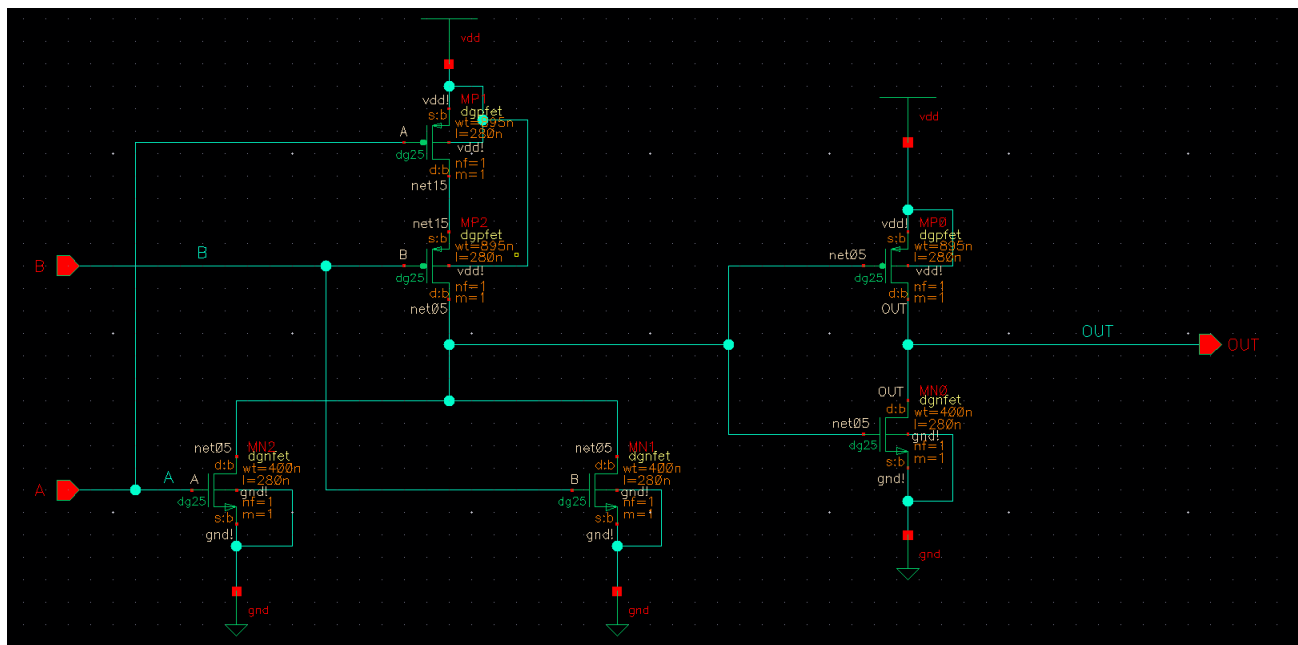 vdd
vdd!
MP1
dgpfet
s:b
wt=895n
l=280n
A
vdd!
dg25
nf=1
d:b
m=1
net15
net15
MP2
dgpfet
s:b
wt=895n
l=280n
B
B
B
vdd!
dg25
nf=1
d:b
m=1
net05
vdd
vdd!
MP0
dgpfet
s:b
wt=895n
l=280n
net05
vdd!
dg25
nf=1
d:b
m=1
OUT
OUT
OUT
OUT
MN0
dgnfet
d:b
wt=400n
l=280n
net05
gnd!
dg25
nf=1
s:b
m=1
gnd!
gnd
net05
MN2
dgnfet
d:b
wt=400n
l=280n
A
A
A
gnd!
dg25
nf=1
s:b
m=1
gnd!
gnd
net05
MN1
dgnfet
d:b
wt=400n
l=280n
B
gnd!
dg25
nf=1
s:b
m=1
gnd!
gnd